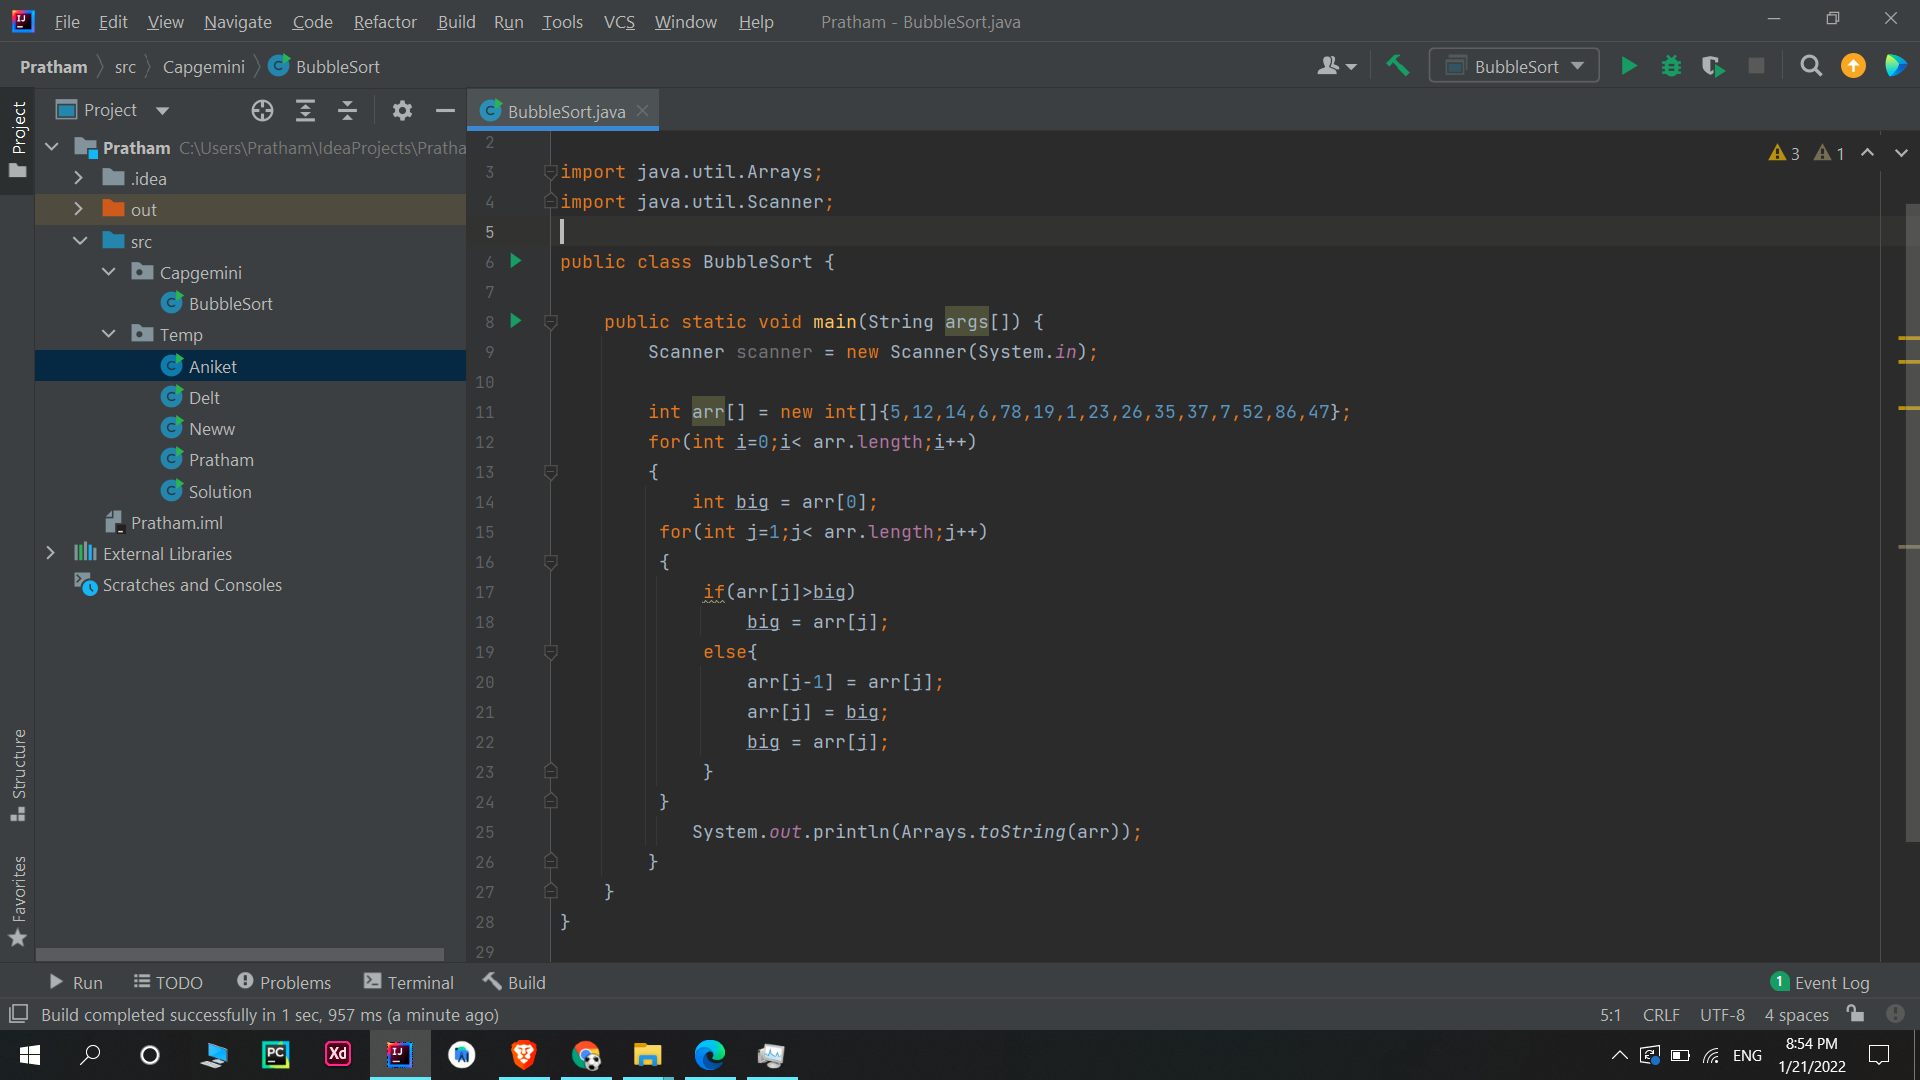 File Edit View Navigate Code Refactor Build Run Tools VCS Window Help Pratham - BubbleSort.java
Pratham src Capgemini BubbleSort
BubbleSort
Project
Project
BubbleSort.java
Pratham C:\Users\Pratham\IdeaProjects\Pratha
.idea
out
src
Capgemini
BubbleSort
Temp
Aniket
Delt
Neww
Pratham
Solution
Pratham.iml
External Libraries
Scratches and Consoles
Structure
Favorites
3 1
2
3 import java.util.Arrays;
4 import java.util.Scanner;
5
6 public class BubbleSort {
7
8 public static void main(String args[]) {
9 Scanner scanner = new Scanner(System.in);
10
11 int arr[] = new int[]{5,12,14,6,78,19,1,23,26,35,37,7,52,86,47};
12 for(int i=0;i< arr.length;i++)
13 {
14 int big = arr[0];
15 for(int j=1;j< arr.length;j++)
16 {
17 if(arr[j]>big)
18 big = arr[j];
19 else{
20 arr[j-1] = arr[j];
21 arr[j] = big;
22 big = arr[j];
23 }
24 }
25 System.out.println(Arrays.toString(arr));
26 }
27 }
28 }
29
Run TODO Problems Terminal Build
1 Event Log
Build completed successfully in 1 sec, 957 ms (a minute ago)
5:1 CRLF UTF-8 4 spaces
PC Xd IJ
ENG
8:54 PM
1/21/2022